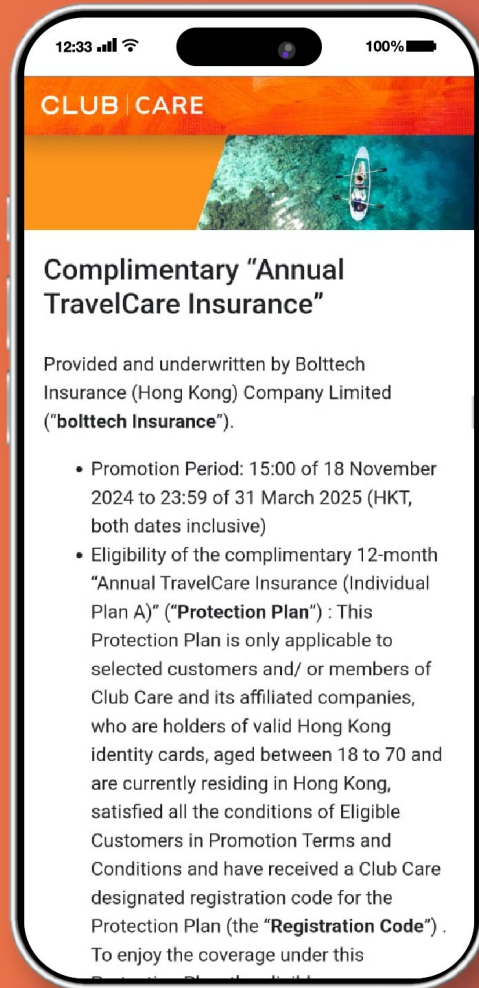 12:33
100%
CLUB | CARE
Complimentary “Annual
TravelCare Insurance”
Provided and underwritten by Bolttech
Insurance (Hong Kong) Company Limited
(“bolttech Insurance”).
• Promotion Period: 15:00 of 18 November
2024 to 23:59 of 31 March 2025 (HKT,
both dates inclusive)
• Eligibility of the complimentary 12-month
“Annual TravelCare Insurance (Individual
Plan A)” (“Protection Plan”) : This
Protection Plan is only applicable to
selected customers and/ or members of
Club Care and its affiliated companies,
who are holders of valid Hong Kong
identity cards, aged between 18 to 70 and
are currently residing in Hong Kong,
satisfied all the conditions of Eligible
Customers in Promotion Terms and
Conditions and have received a Club Care
designated registration code for the
Protection Plan (the “Registration Code”) .
To enjoy the coverage under this